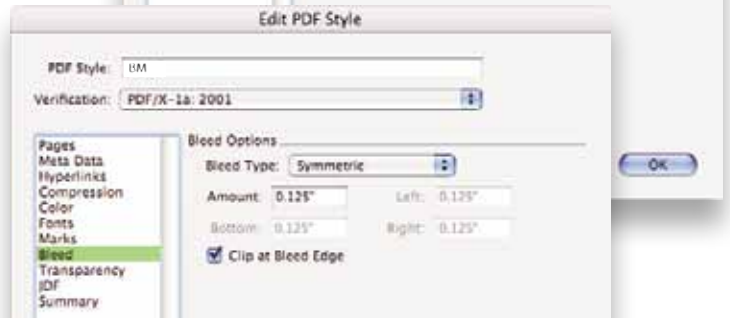 Edit PDF Style
PDF Style: BM
Verification: PDF/X-1a: 2001
Pages
Meta Data
Hyperlinks
Compression
Color
Fonts
Marks
Bleed
Transparency
JDF
Summary
Bleed Options
Bleed Type: Symmetric
Amount: 0.125" Left: 0.125"
Bottom: 0.125" Right: 0.125"
Clip at Bleed Edge
OK